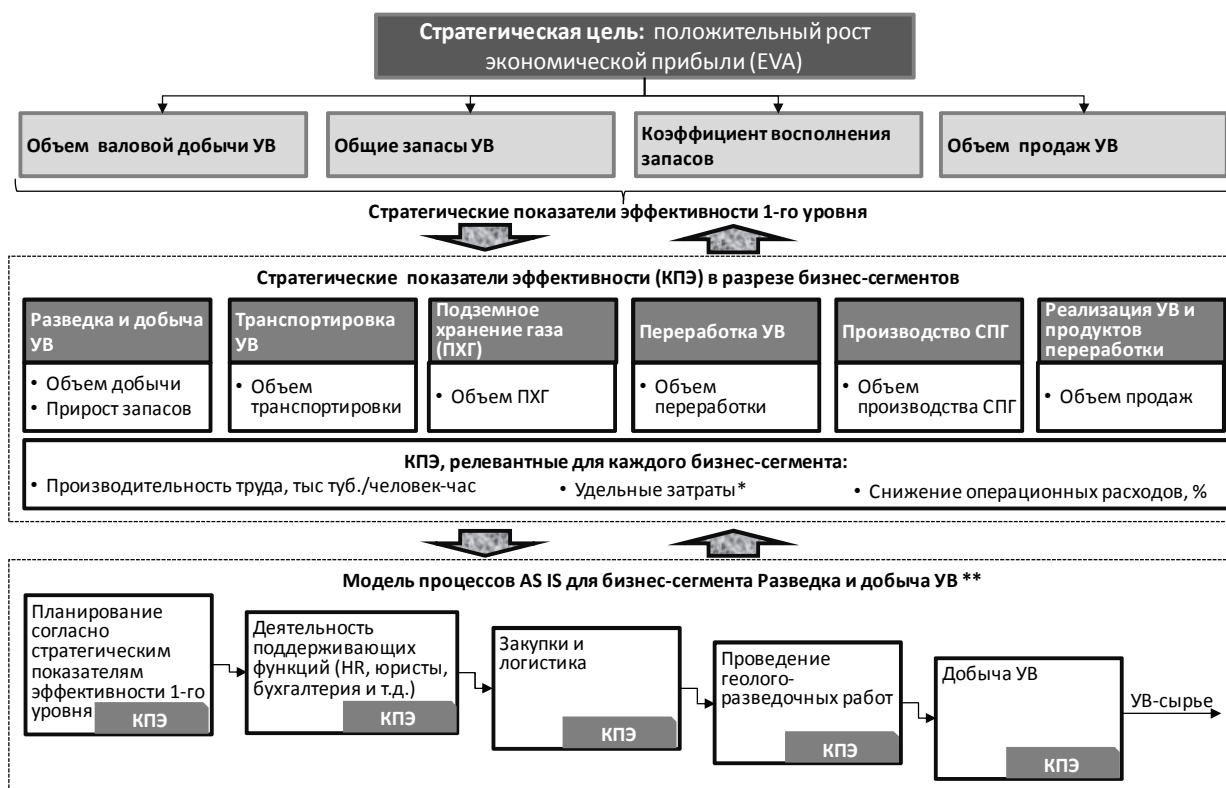 Стратегическая цель: положительный рост
экономической прибыли (EVA)
Объем валовой добычи УВ
Общие запасы УВ
Коэффициент восполнения
запасов
Объем продаж УВ
Стратегические показатели эффективности 1-го уровня
Стратегические показатели эффективности (КПЭ) в разрезе бизнес-сегментов
Разведка и добыча
УВ
• Объем добычи
• Прирост запасов
Транспортировка
УВ
• Объем
транспортировки
Подземное
хранение газа
(ПХГ)
• Объем ПХГ
Переработка УВ
• Объем
переработки
Производство СПГ
• Объем
производства СПГ
Реализация УВ и
продуктов
переработки
• Объем продаж
КПЭ, релевантные для каждого бизнес-сегмента:
• Производительность труда, тыс туб./человек-час
• Удельные затраты*
• Снижение операционных расходов, %
Модель процессов AS IS для бизнес-сегмента Разведка и добыча УВ **
Планирование
согласно
стратегическим
показателям
эффективности 1-го
уровня
КПЭ
Деятельность
поддерживающих
функций (HR, юристы,
бухгалтерия и т.д.)
КПЭ
Закупки и
логистика
КПЭ
Проведение
геолого-
разведочных работ
КПЭ
Добыча УВ
КПЭ
УВ-сырье